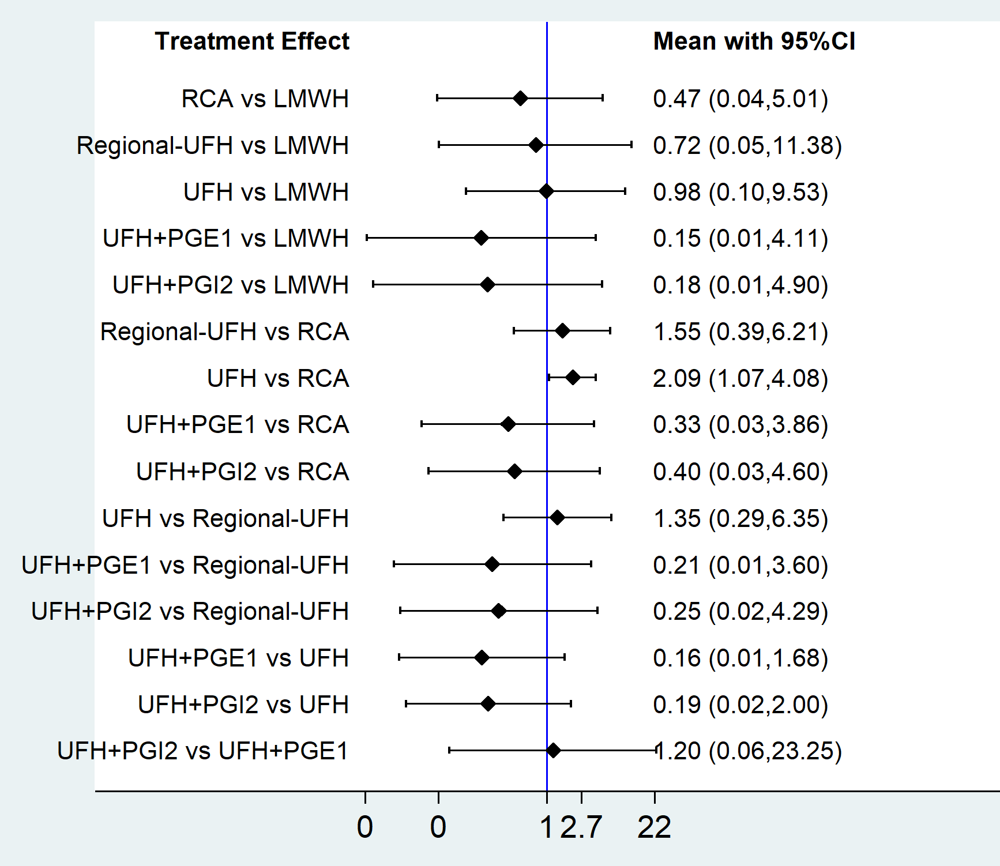 Treatment Effect Mean with 95%CI
RCA vs LMWH 0.47 (0.04,5.01)
Regional-UFH vs LMWH 0.72 (0.05,11.38)
UFH vs LMWH 0.98 (0.10,9.53)
UFH+PGE1 vs LMWH 0.15 (0.01,4.11)
UFH+PGI2 vs LMWH 0.18 (0.01,4.90)
Regional-UFH vs RCA 1.55 (0.39,6.21)
UFH vs RCA 2.09 (1.07,4.08)
UFH+PGE1 vs RCA 0.33 (0.03,3.86)
UFH+PGI2 vs RCA 0.40 (0.03,4.60)
UFH vs Regional-UFH 1.35 (0.29,6.35)
UFH+PGE1 vs Regional-UFH 0.21 (0.01,3.60)
UFH+PGI2 vs Regional-UFH 0.25 (0.02,4.29)
UFH+PGE1 vs UFH 0.16 (0.01,1.68)
UFH+PGI2 vs UFH 0.19 (0.02,2.00)
UFH+PGI2 vs UFH+PGE1 1.20 (0.06,23.25)
0 0 1 2.7 22